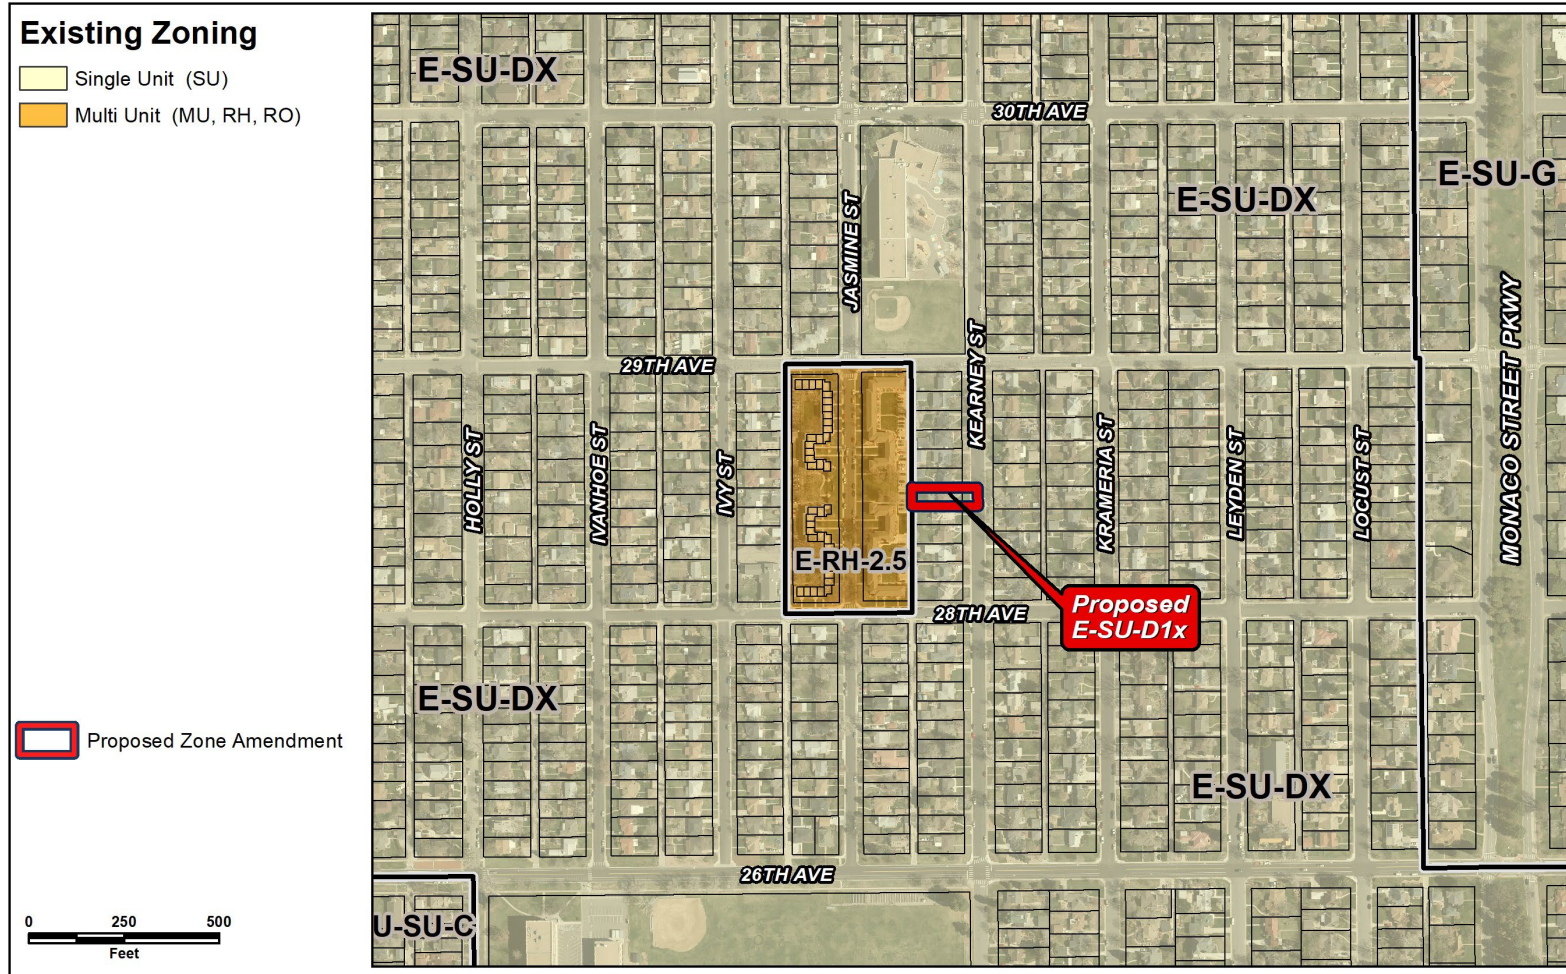 Existing Zoning
Single Unit (SU)
Multi Unit (MU, RH, RO)
Proposed Zone Amendment
0 250 500
Feet
E-SU-DX
30TH AVE
E-SU-DX
E-SU-G
JASMINE ST
KEARNEY ST
29TH AVE
MONACO STREET PKWY
HOLLY ST
IVANHOE ST
IVY ST
KRAMERIA ST
LEYDEN ST
LOCUST ST
E-RH-2.5
Proposed
E-SU-D1x
28TH AVE
E-SU-DX
E-SU-DX
26TH AVE
U-SU-C